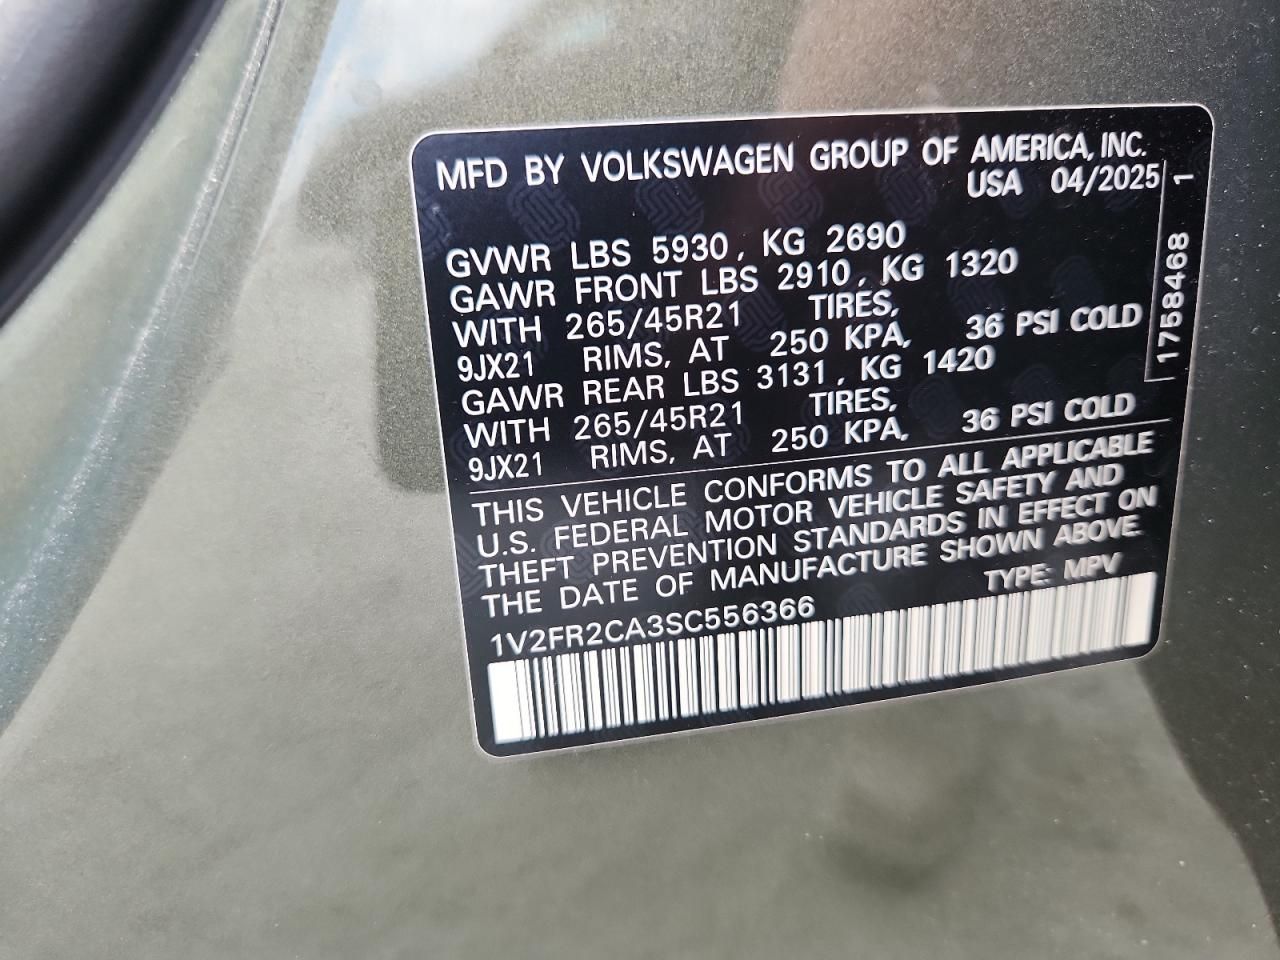 MFD BY VOLKSWAGEN GROUP OF AMERICA, INC.
USA 04/2025
GVWR LBS 5930, KG 2690
GAWR FRONT LBS 2910, KG 1320
WITH 265/45R21 TIRES,
9JX21 RIMS, AT 250 KPA, 36 PSI COLD
GAWR REAR LBS 3131, KG 1420
WITH 265/45R21 TIRES,
9JX21 RIMS, AT 250 KPA, 36 PSI COLD
1758468 1
THIS VEHICLE CONFORMS TO ALL APPLICABLE
U.S. FEDERAL MOTOR VEHICLE SAFETY AND
THEFT PREVENTION STANDARDS IN EFFECT ON
THE DATE OF MANUFACTURE SHOWN ABOVE.
TYPE: MPV
1V2FR2CA3SC556366